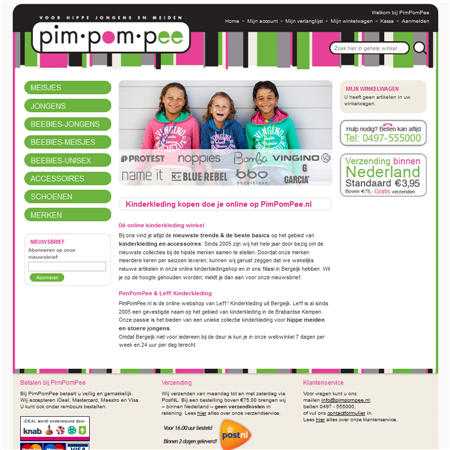 VOOR HIPPE JONGENS EN MEIDEN
pim·pom·pee
Welkom bij PimPomPee
Home • Mijn account • Mijn verlanglijst • Mijn winkelwagen • Kassa • Aanmelden
Zoek hier in gehele winkel ...
MEISJES
JONGENS
BEEBIES-JONGENS
BEEBIES-MEISJES
BEEBIES-UNISEX
ACCESSOIRES
SCHOENEN
MERKEN
NIEUWSBRIEF
Abonneren op onze
nieuwsbrief:
Abonneren
VINGINO
PROTEST noppies Bomba VINGINO
name it BLUE REBEL bbo G GARCIA
Kinderkleding kopen doe je online op PimPomPee.nl
Dé online kinderkleding winkel
Bij ons vind je altijd de nieuwste trends & de beste basics op het gebied van
kinderkleding en accessoires. Sinds 2005 zijn wij het hele jaar door bezig om de
nieuwste collecties bij de hipste merken samen te stellen. Doordat onze merken
meerdere keren per seizoen leveren, kunnen wij gerust zeggen dat we wekelijks
nieuwe artikelen in onze online kinderkledingshop en in ons filiaal in Bergeijk hebben. Wil
je op de hoogte gehouden worden; meldt je dan aan voor onze nieuwsbrief.
PimPomPee & Leff! Kinderkleding
PimPomPee.nl is de online webshop van Leff! Kinderkleding uit Bergeijk. Leff is al sinds
2005 een gevestigde naam op het gebied van kinderkleding in de Brabantse Kempen.
Onze passie is het bieden van een unieke collectie kinderkleding voor hippe meiden
en stoere jongens.
Omdat Bergeijk niet voor iedereen bij de deur is kun je in onze webwinkel 7 dagen per
week en 24 uur per dag terecht.
MIJN WINKELWAGEN
U heeft geen artikelen in uw
winkelwagen.
Hulp nodig? Bellen kan altijd
Tel: 0497-555000
Verzending binnen
Nederland
Standaard €3,95
Boven €75,- Gratis verzenden
Betalen bij PimPomPee
Bij PimPomPee betaalt u veilig en gemakkelijk.
Wij accepteren iDeal, Mastercard, Maestro en Visa.
U kunt ook onder rembours bestellen.
iDEAL wordt ondersteund door:
knab
Verzending
Wij verzenden van maandag tot en met zaterdag via
PostNL. Bij een bestelling boven €75.00 brengen wij
– binnen Nederland – geen verzendkosten in
rekening. Lees hier alles over onze verzendkosten.
Voor 16.00 uur besteld
Binnen 2 dagen geleverd!
postnl
Klantenservice
Voor vragen kunt u ons
mailen info@pimpompee.nl,
bellen 0497 - 555000,
of via ons contactformulier in.
Lees hier alles over onze klantenservice.